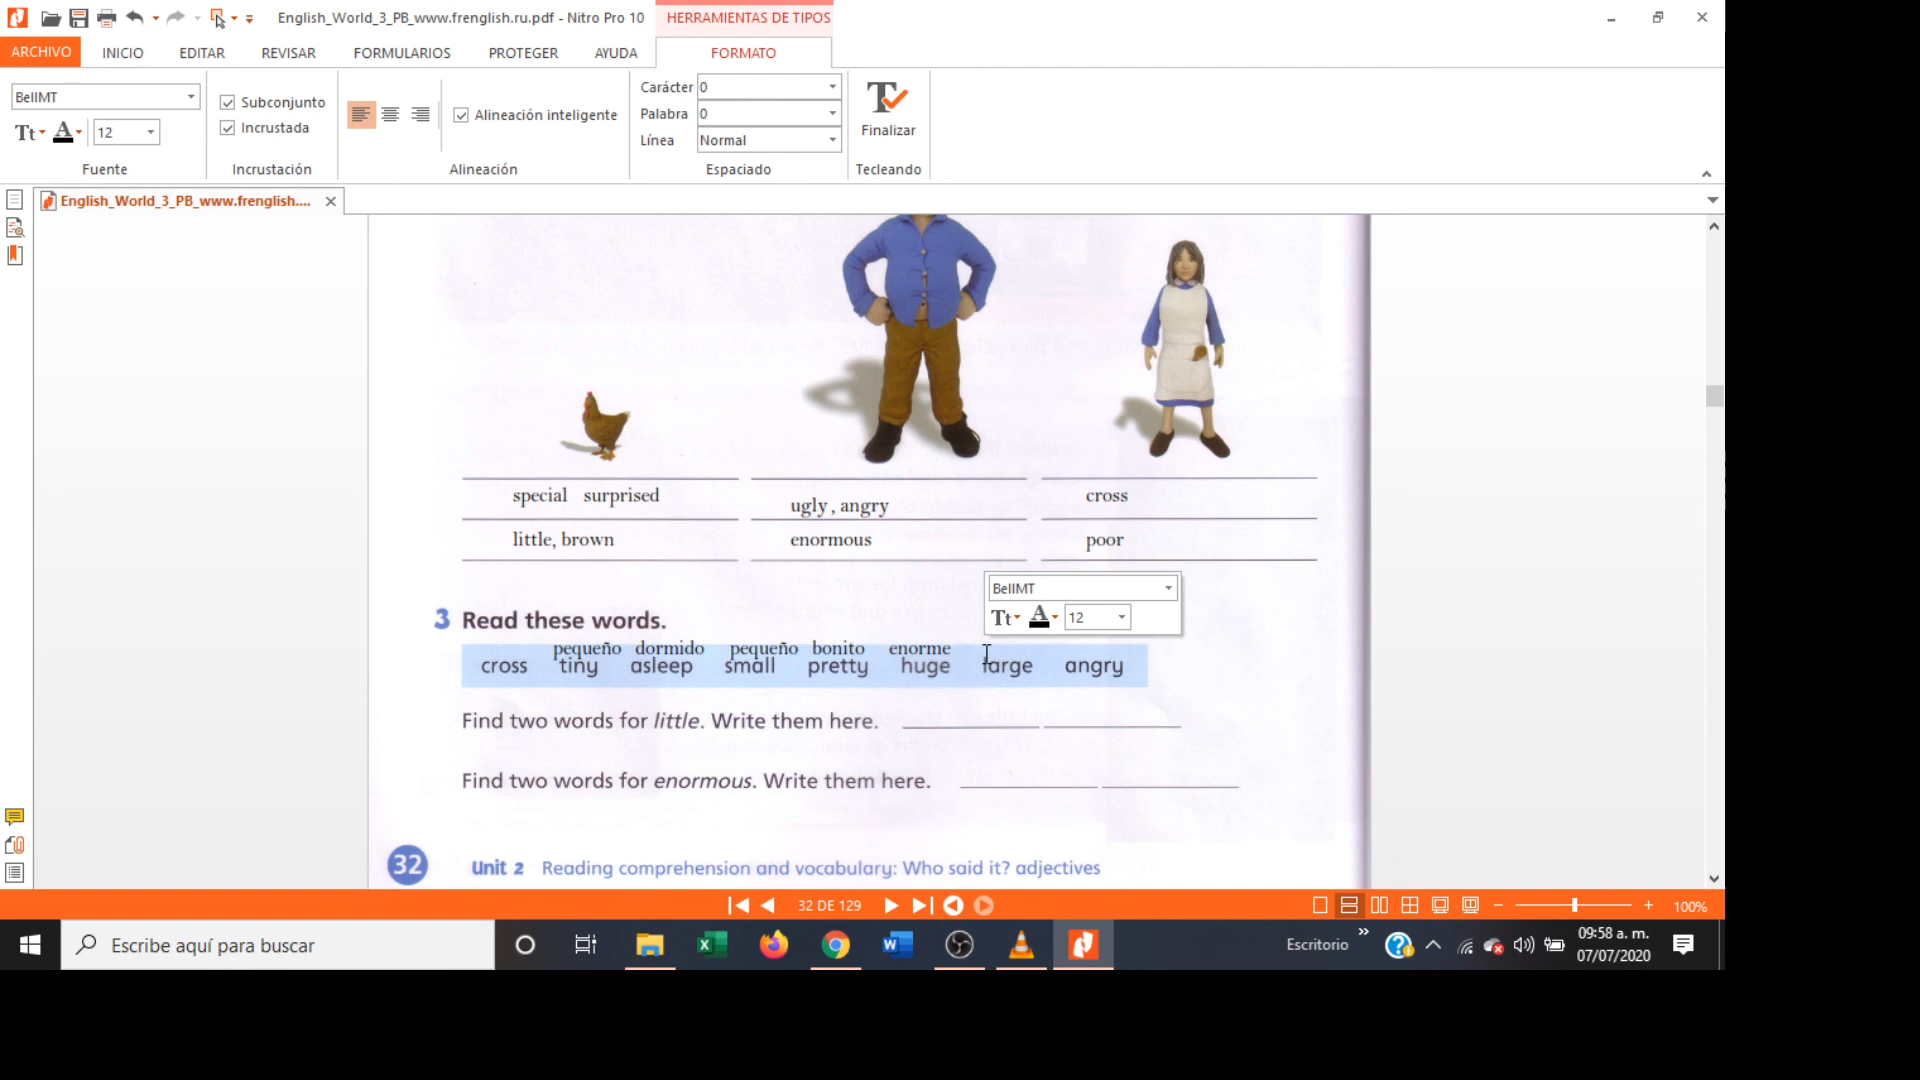 English_World_3_PB_www.frenglish.ru.pdf - Nitro Pro 10
HERRAMIENTAS DE TIPOS
ARCHIVO INICIO EDITAR REVISAR FORMULARIOS PROTEGER AYUDA FORMATO
BellMT
Tt A 12
Fuente
Subconjunto
Incrustada
Incrustación
Alineación inteligente
Alineación
Carácter 0
Palabra 0
Línea Normal
Espaciado
Finalizar
Tecleando
English_World_3_PB_www.frenglish....
special surprised ugly , angry cross
little, brown enormous poor
BellMT
Tt A 12
3 Read these words.
pequeño dormido pequeño bonito enorme
cross tiny asleep small pretty huge large angry
Find two words for little. Write them here.
Find two words for enormous. Write them here.
32 Unit 2 Reading comprehension and vocabulary: Who said it? adjectives
32 DE 129
100%
Escribe aquí para buscar
Escritorio
09:58 a. m.
07/07/2020